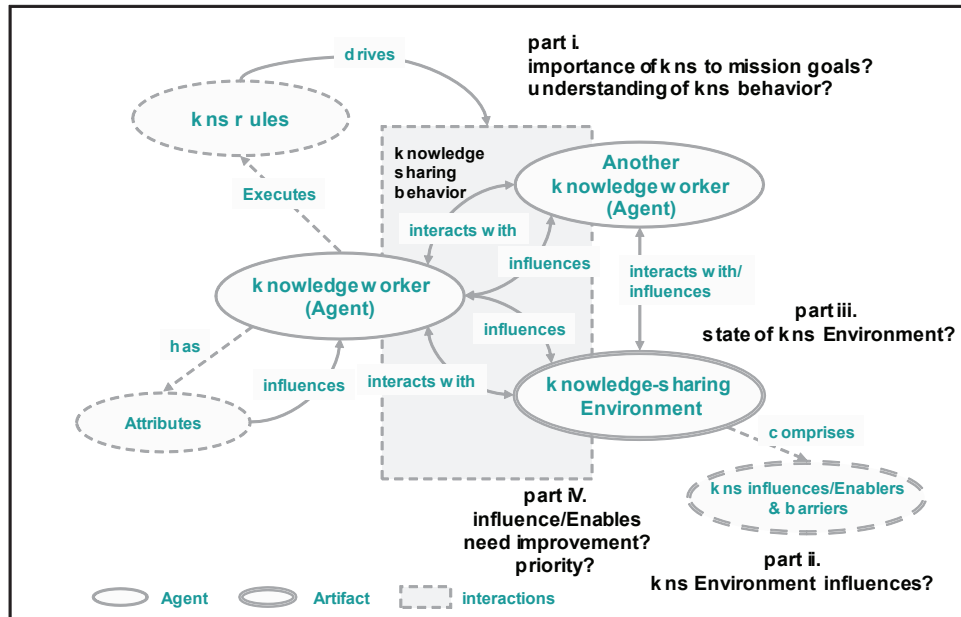 drives
part i.
importance of kns to mission goals?
understanding of kns behavior?
kns rules
knowledge
sharing
behavior
Another
knowledge worker
(Agent)
Executes
interacts with
influences
knowledge worker
(Agent)
interacts with/
influences
part iii.
state of kns Environment?
has
influences
influences
interacts with
knowledge-sharing
Environment
Attributes
comprises
kns influences/Enablers
& barriers
part iV.
influence/Enables
need improvement?
priority?
part ii.
kns Environment influences?
Agent
Artifact
interactions